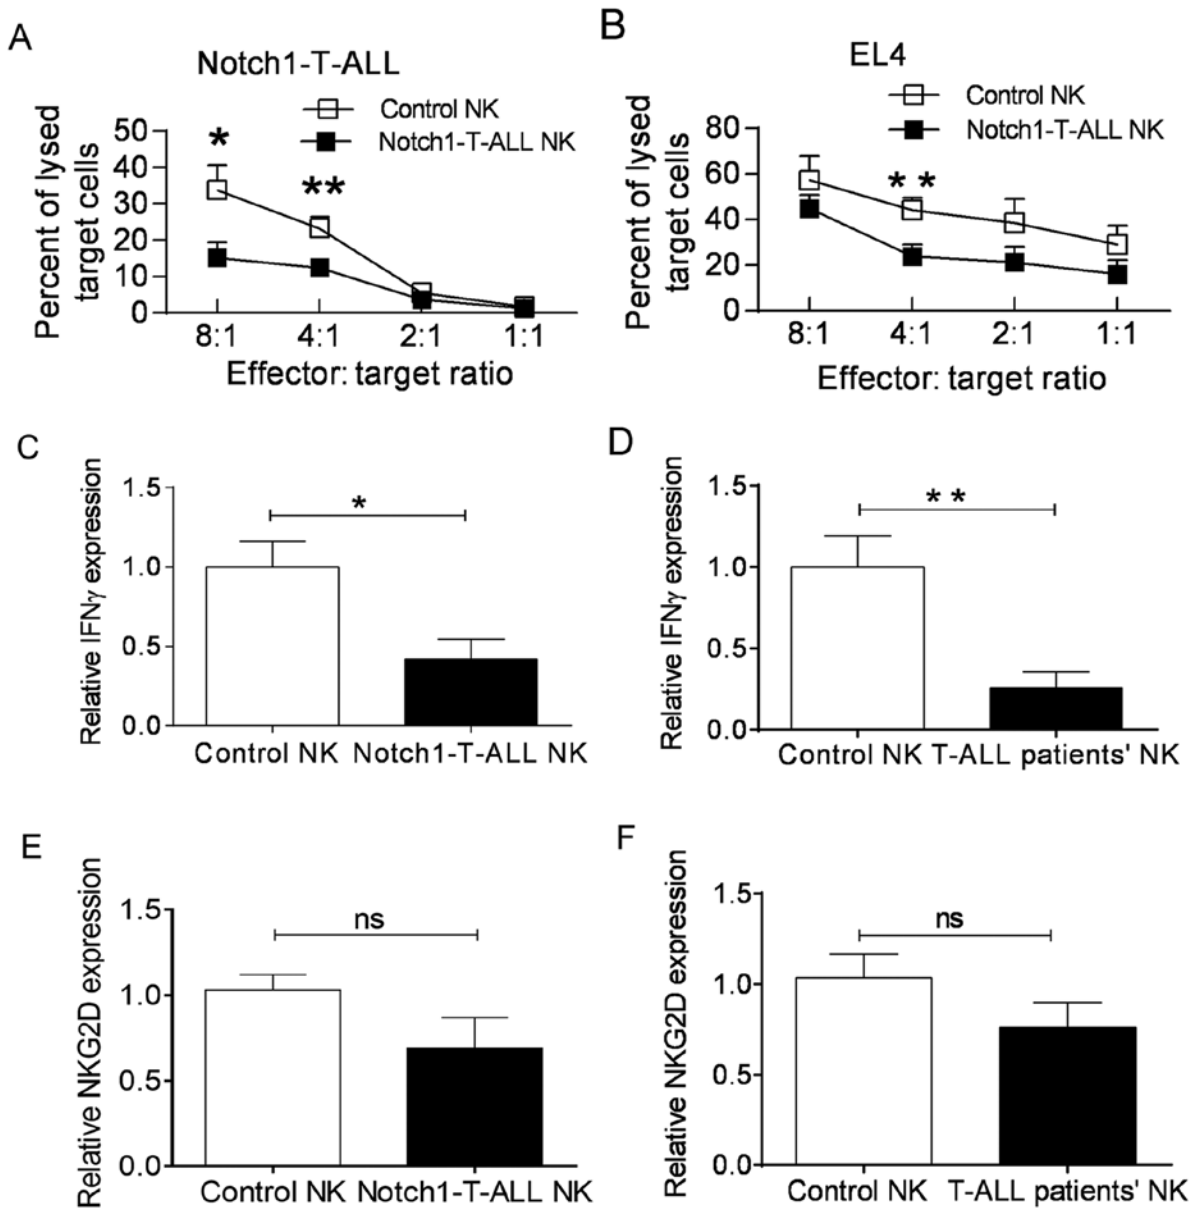 A
Notch1-T-ALL
Control NK
Notch1-T-ALL NK
Percent of lysed
target cells
50
40
30
20
10
0
*
**
8:1 4:1 2:1 1:1
Effector: target ratio
B
EL4
Control NK
Notch1-T-ALL NK
Percent of lysed
target cells
80
60
40
20
0
* *
8:1 4:1 2:1 1:1
Effector: target ratio
C
Relative IFNγ expression
1.5
1.0
0.5
0.0
*
Control NK Notch1-T-ALL NK
D
Relative IFNγ expression
1.5
1.0
0.5
0.0
* *
Control NK T-ALL patients' NK
E
Relative NKG2D expression
1.5
1.0
0.5
0.0
ns
Control NK Notch1-T-ALL NK
F
Relative NKG2D expression
1.5
1.0
0.5
0.0
ns
Control NK T-ALL patients' NK